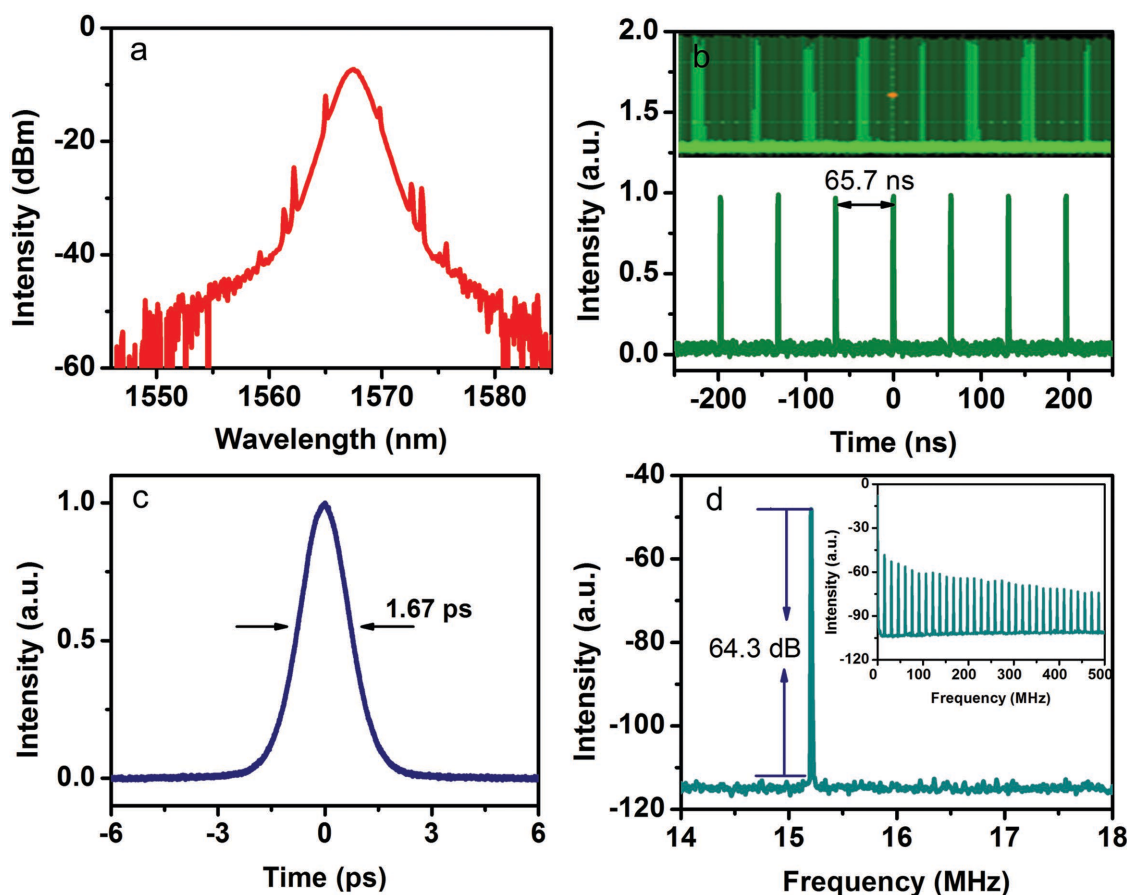 a
Intensity (dBm)
0
-20
-40
-60
1550 1560 1570 1580
Wavelength (nm)
b
Intensity (a.u.)
2.0
1.5
1.0
0.5
0.0
65.7 ns
-200 -100 0 100 200
Time (ns)
c
Intensity (a.u.)
1.0
0.5
0.0
1.67 ps
-6 -3 0 3 6
Time (ps)
d
Intensity (a.u.)
-40
-60
-80
-100
-120
64.3 dB
14 15 16 17 18
Frequency (MHz)
Intensity (a.u.)
0
-30
-60
-90
-120
0 100 200 300 400 500
Frequency (MHz)